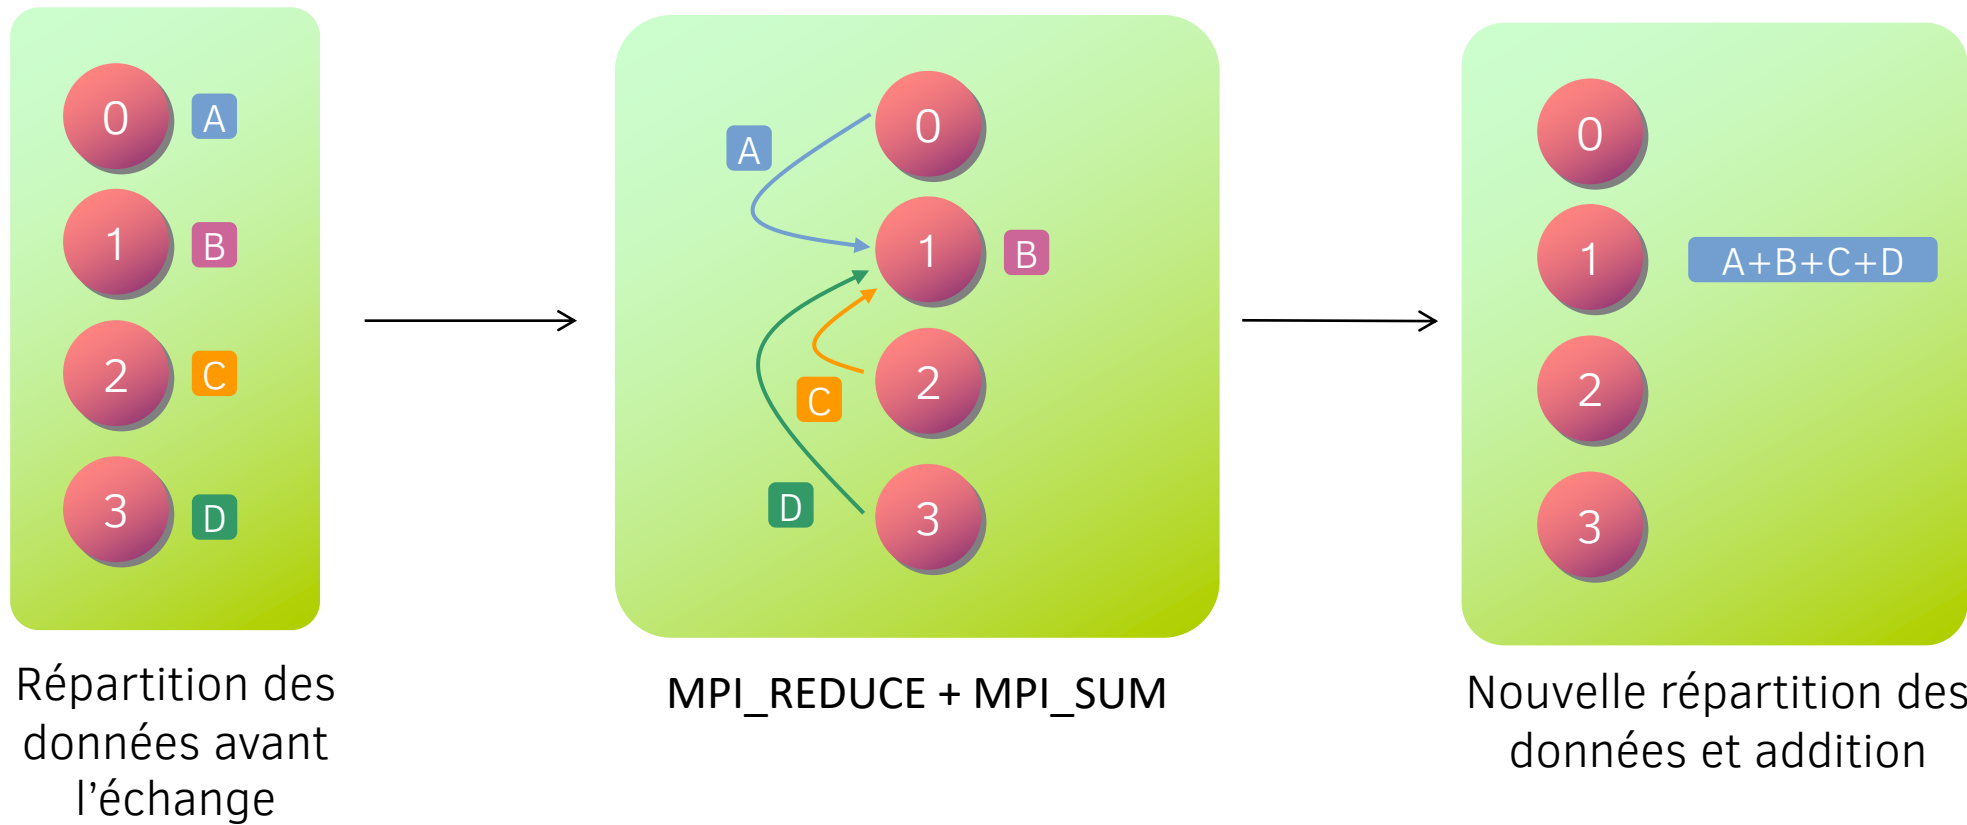 0 A
1 B
2 C
3 D
Répartition des
données avant
l’échange
0
A
1 B
2
C
3
D
MPI_REDUCE + MPI_SUM
0
1 A+B+C+D
2
3
Nouvelle répartition des
données et addition